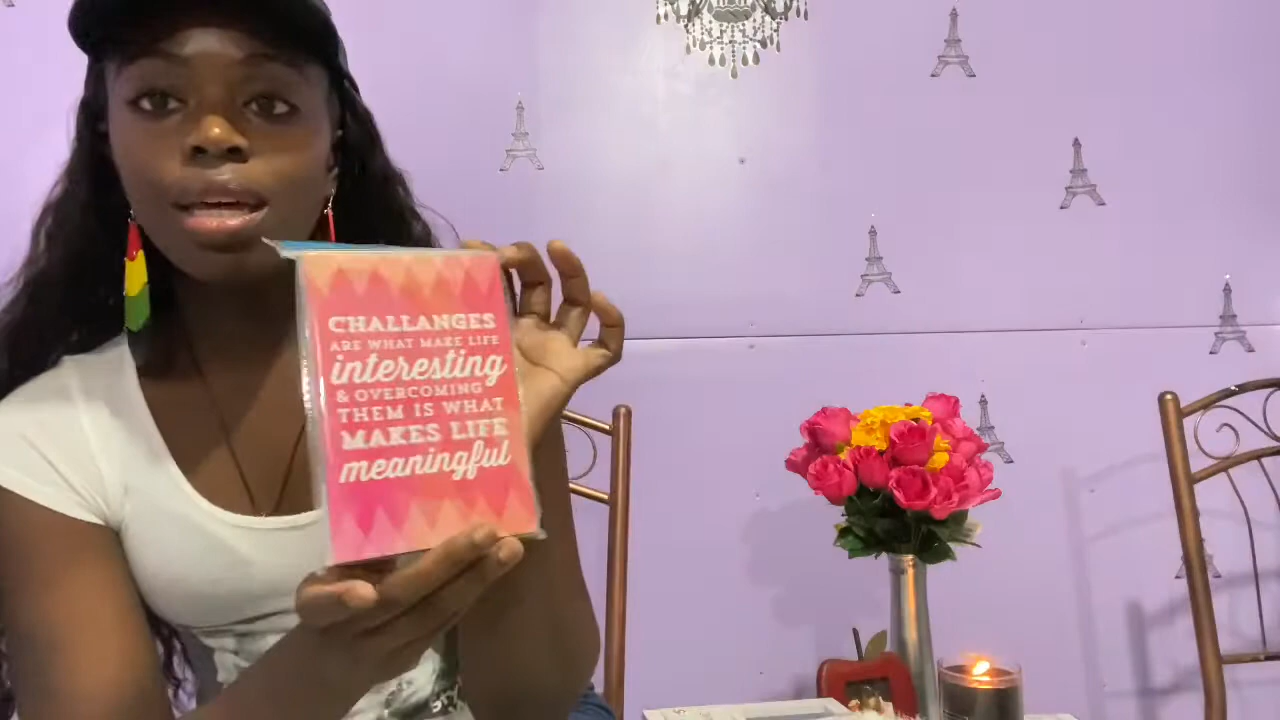 CHALLANGES
ARE WHAT MAKE LIFE
interesting
& OVERCOMING
THEM IS WHAT
MAKES LIFE
meaningful